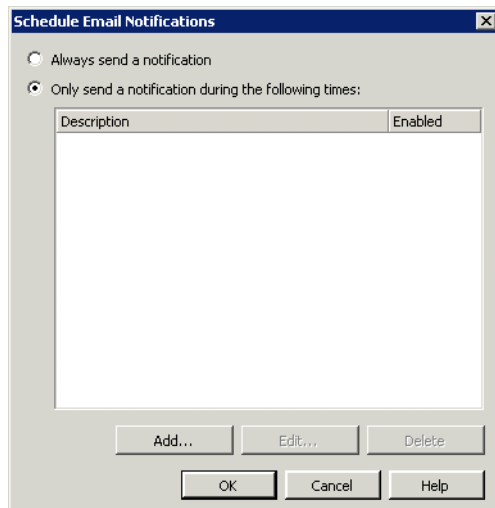 Schedule Email Notifications
Always send a notification
Only send a notification during the following times:
Description Enabled
Add... Edit... Delete
OK Cancel Help